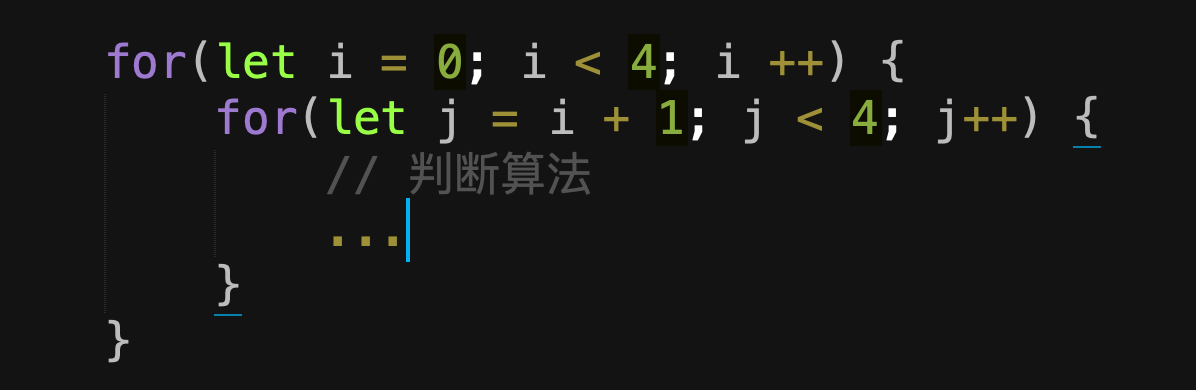 for(let i = 0; i < 4; i ++) {
    for(let j = i + 1; j < 4; j++) {
        // 判断算法
        ...
    }
}